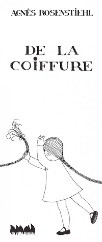 AGNÈS ROSENSTIEHL
DE LA
COIFFURE